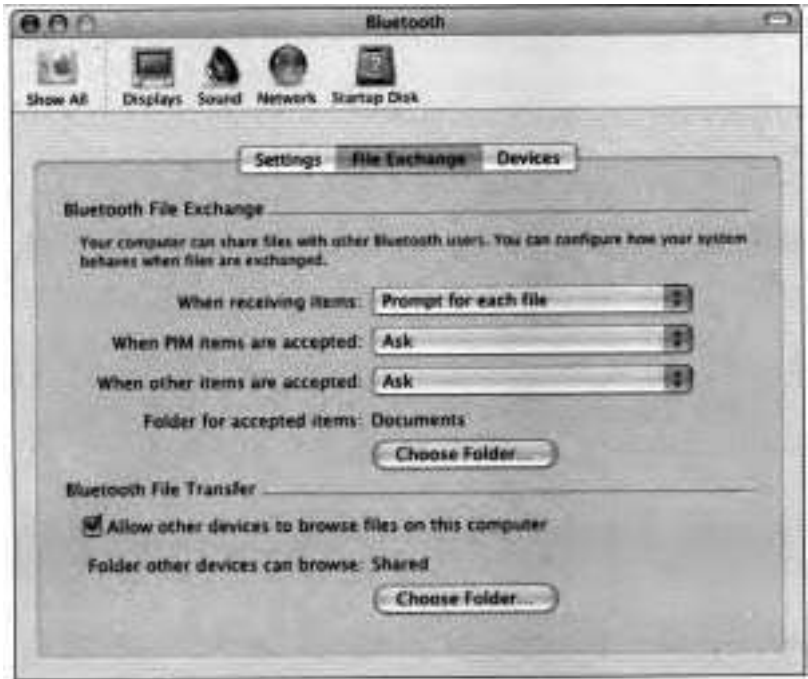 Bluetooth
Show All Displays Sound Network Startup Disk
Settings File Exchange Devices
Bluetooth File Exchange
Your computer can share files with other Bluetooth users. You can configure how your system
behaves when files are exchanged.
When receiving items: Prompt for each file
When PIM items are accepted: Ask
When other items are accepted: Ask
Folder for accepted items: Documents
Choose Folder...
Bluetooth File Transfer
Allow other devices to browse files on this computer
Folder other devices can browse: Shared
Choose Folder...